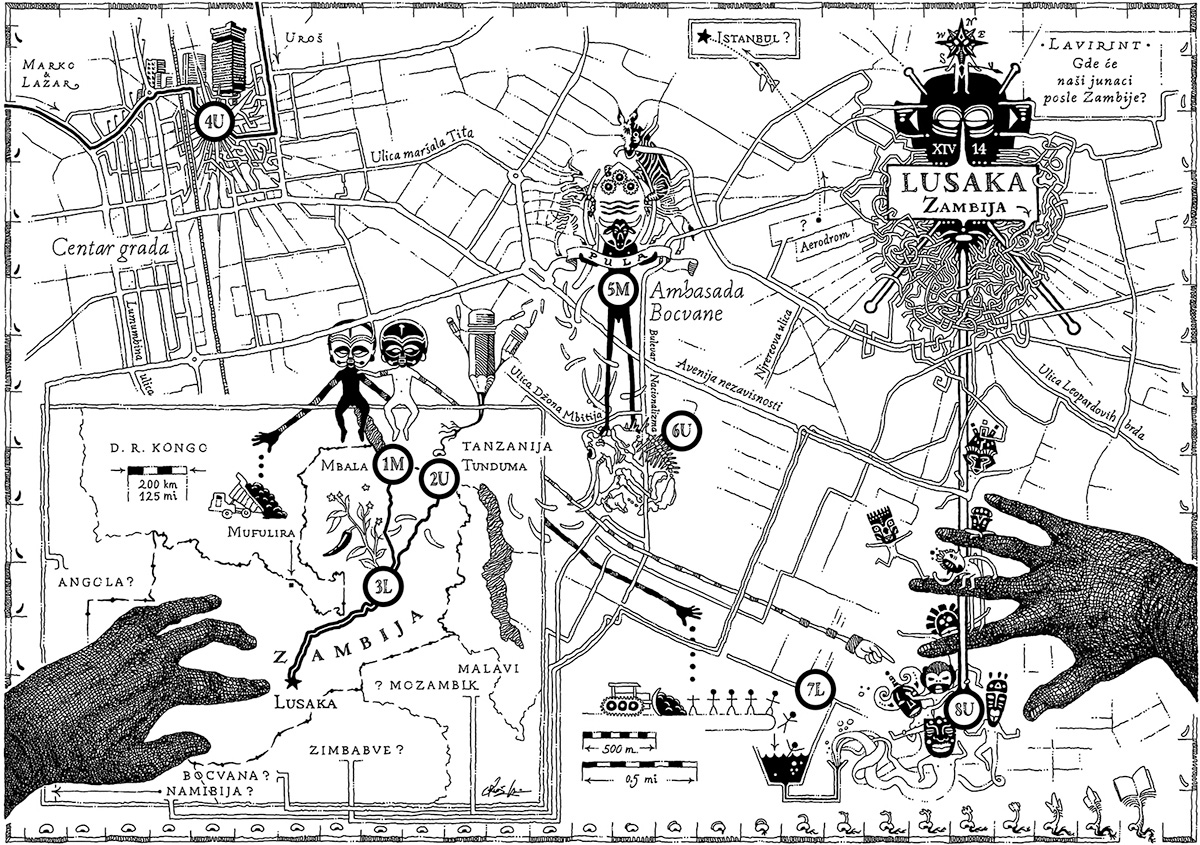 Marko
&
Lazar
Uroš
4U
Ulica maršala Tita
Centar grada
Lumumbina
ulica
Istanbul?
· Lavirint ·
Gde će
naši junaci
posle Zambije?
N
W E
S
XIV 14
LUSAKA
Zambija
?
Aerodrom
PULA
5M
Ambasada
Bocvane
Bulevar Nacionalizma
Njererova ulica
Avenija nezavisnosti
Ulica Džona Mbitija
Ulica Leopardovih brda
6U
D. R. Kongo
200 km
125 mi
Mufulira
Mbala
1M
2U
Tanzanija
Tunduma
3L
Angola?
Zambija
Lusaka
Malavi
? Mozambik
Zimbabve?
Bocvana?
Namibija?
7L
8U
500 m
0,5 mi